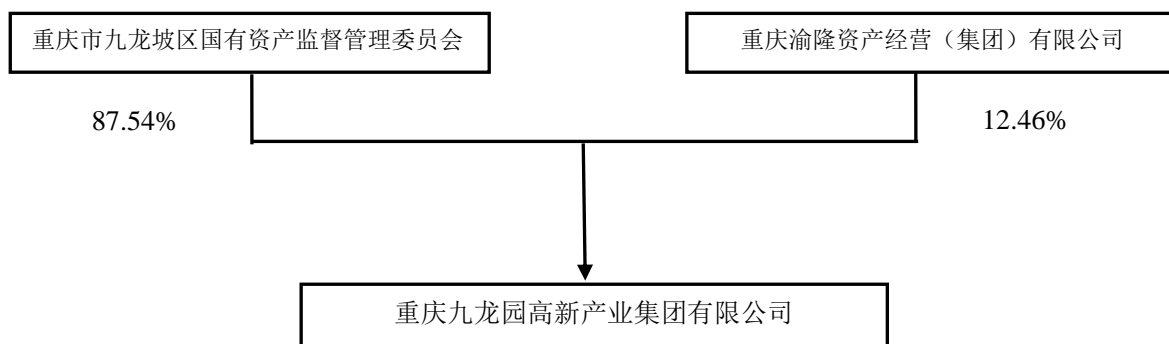 重庆市九龙坡区国有资产监督管理委员会
重庆渝隆资产经营（集团）有限公司
87.54%
12.46%
重庆九龙园高新产业集团有限公司